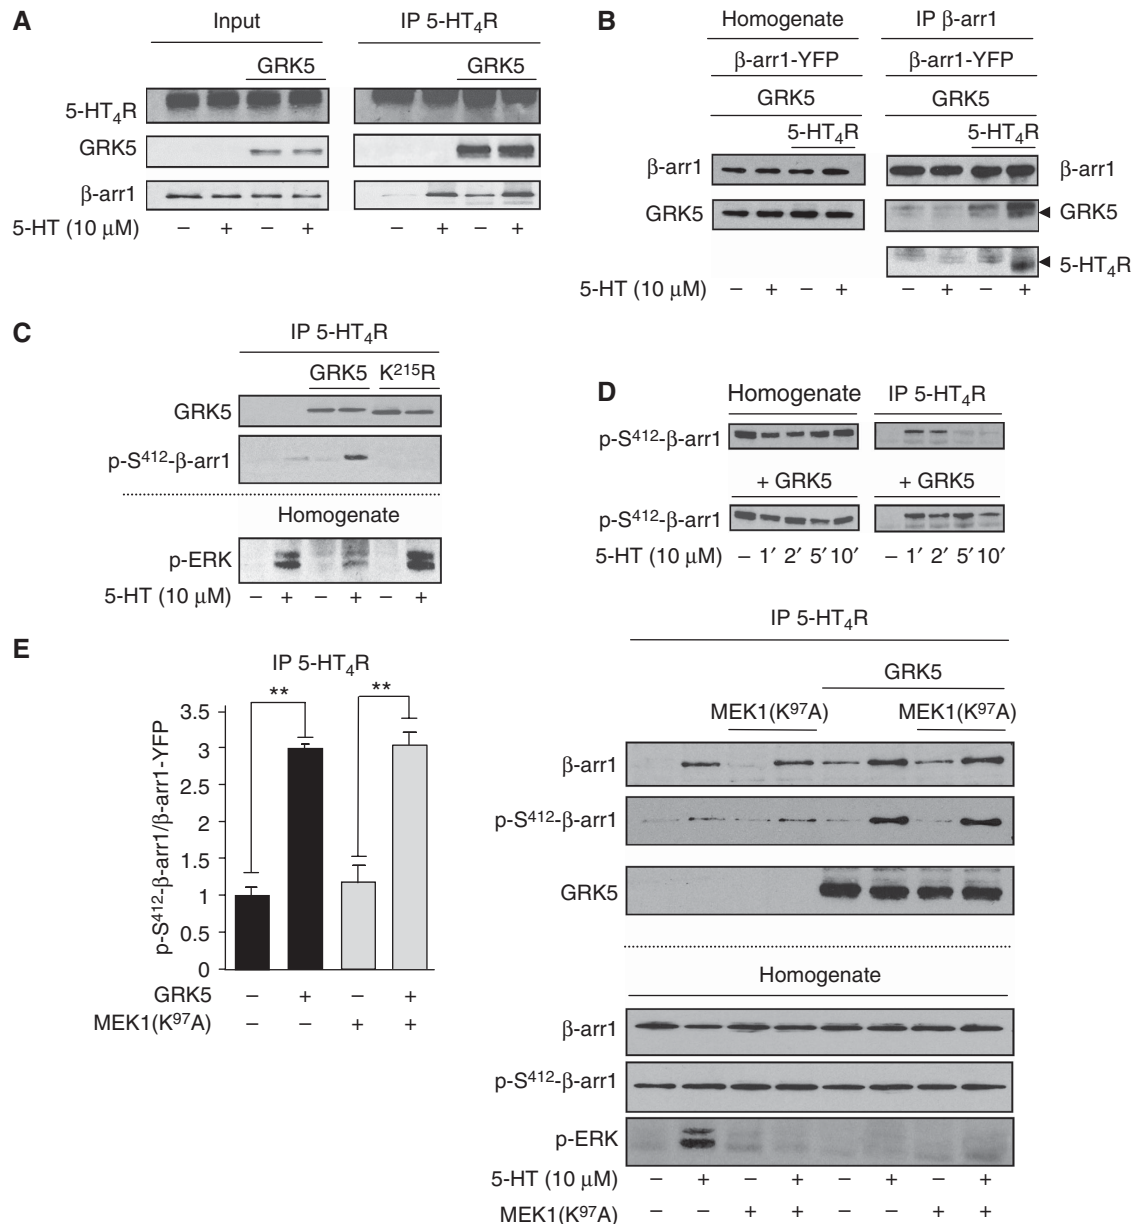 A
Input
IP 5-HT4R
GRK5
GRK5
5-HT4R
GRK5
β-arr1
5-HT (10 μM)
– + – +
– + – +
B
Homogenate
IP β-arr1
β-arr1-YFP
β-arr1-YFP
GRK5
GRK5
5-HT4R
5-HT4R
β-arr1
β-arr1
GRK5
GRK5
5-HT4R
5-HT (10 μM)
– + – +
– + – +
C
IP 5-HT4R
GRK5 K215R
GRK5
p-S412-β-arr1
Homogenate
p-ERK
5-HT (10 μM)
– + – + – +
D
Homogenate
IP 5-HT4R
p-S412-β-arr1
+ GRK5
+ GRK5
p-S412-β-arr1
5-HT (10 μM)
– 1′ 2′ 5′ 10′
– 1′ 2′ 5′ 10′
E
IP 5-HT4R
** **
p-S412-β-arr1/β-arr1-YFP
3.5
3
2.5
2
1.5
1
0.5
0
GRK5 – + – +
MEK1(K97A) – – + +
IP 5-HT4R
GRK5
MEK1(K97A) MEK1(K97A)
β-arr1
p-S412-β-arr1
GRK5
Homogenate
β-arr1
p-S412-β-arr1
p-ERK
5-HT (10 μM) – + – + – + – +
MEK1(K97A) – – + + – – + +